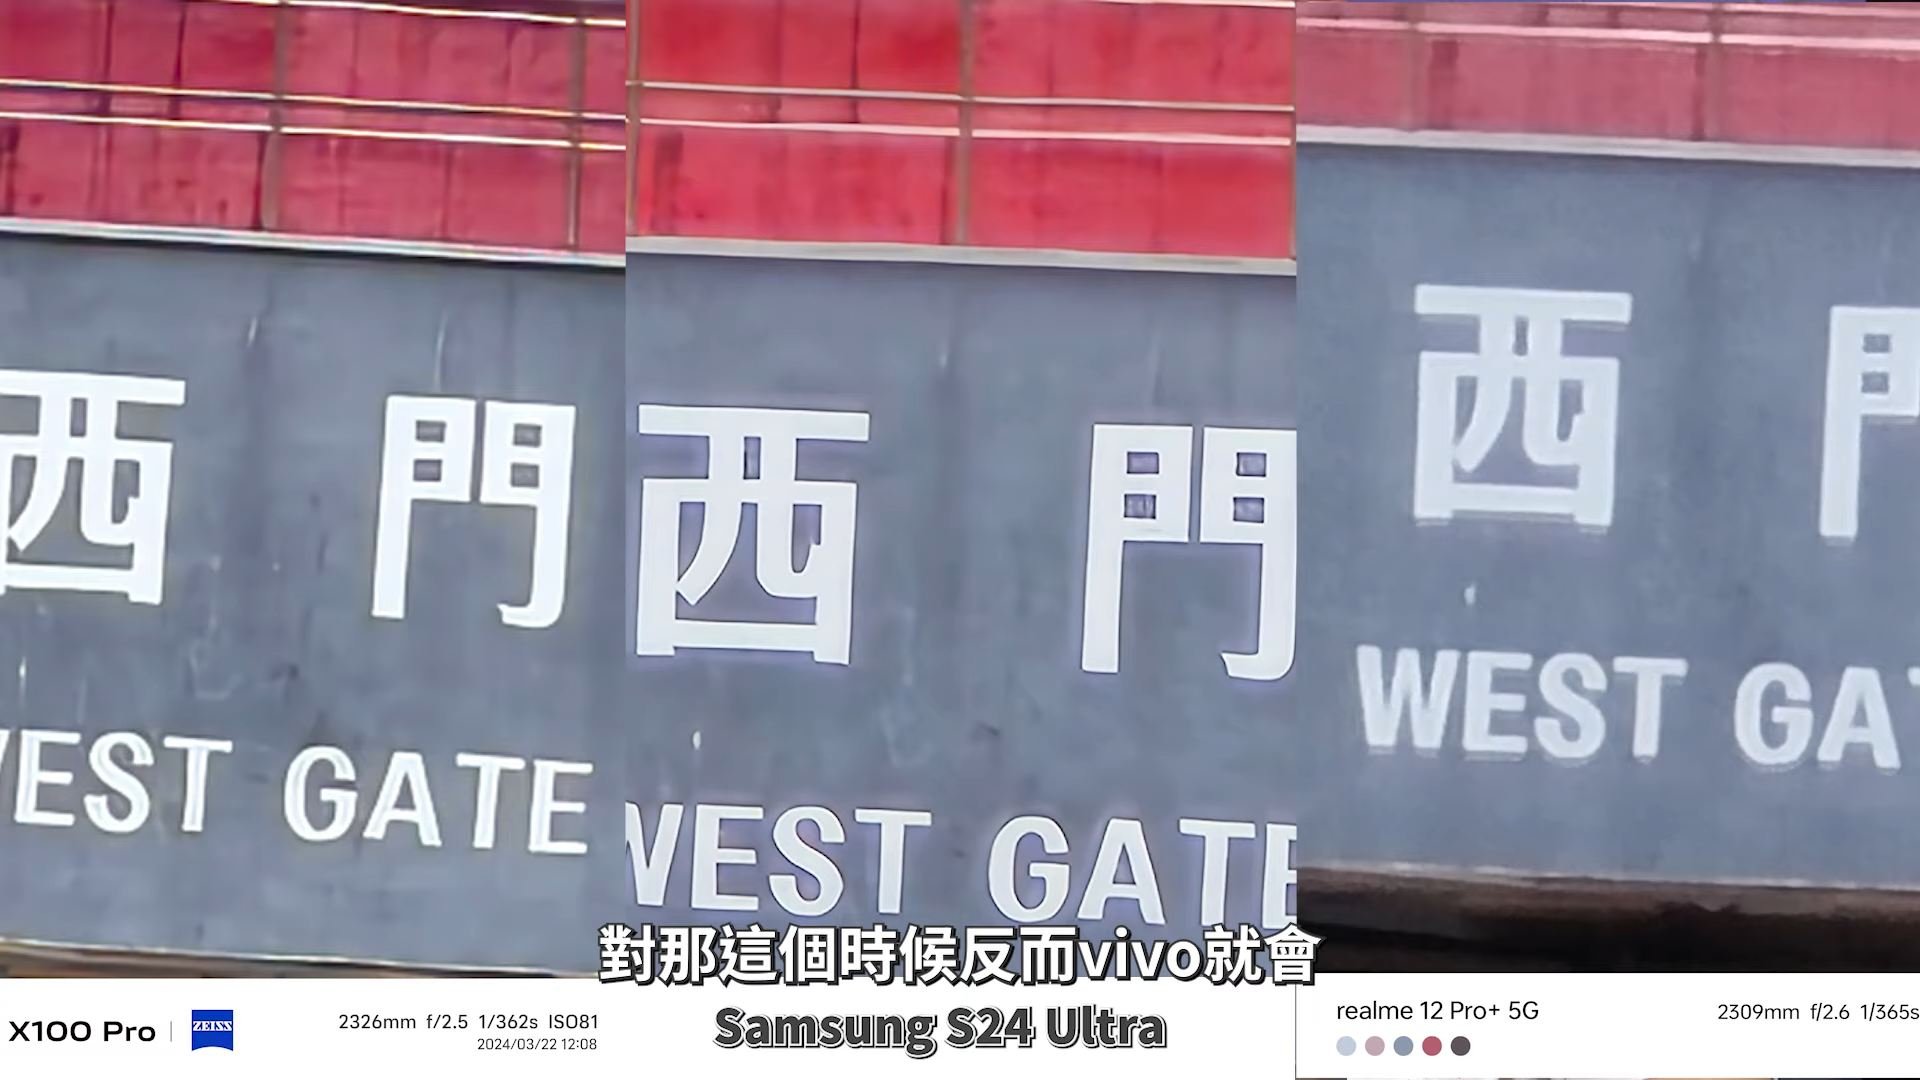 西 門
EST GATE
西 門
WEST GATE
西 門
WEST GA
對那這個時候反而vivo就會
X100 Pro ZEISS 2326mm f/2.5 1/362s ISO81
2024/03/22 12:08
Samsung S24 Ultra
realme 12 Pro+ 5G 2309mm f/2.6 1/365s